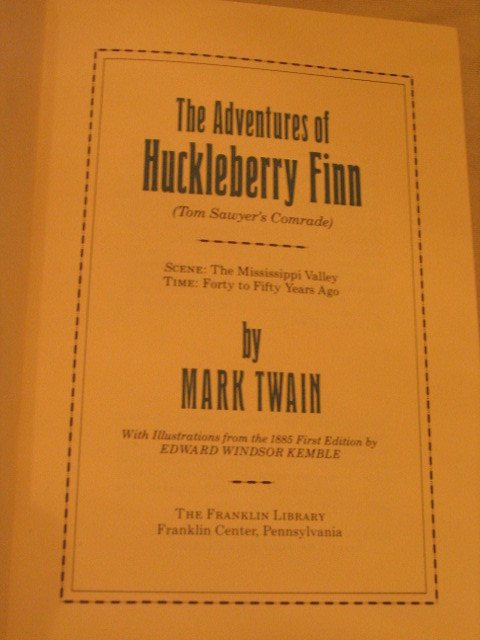 The Adventures of
Huckleberry Finn
(Tom Sawyer's Comrade)
SCENE: The Mississippi Valley
TIME: Forty to Fifty Years Ago
by
MARK TWAIN
With Illustrations from the 1885 First Edition by
EDWARD WINDSOR KEMBLE
THE FRANKLIN LIBRARY
Franklin Center, Pennsylvania